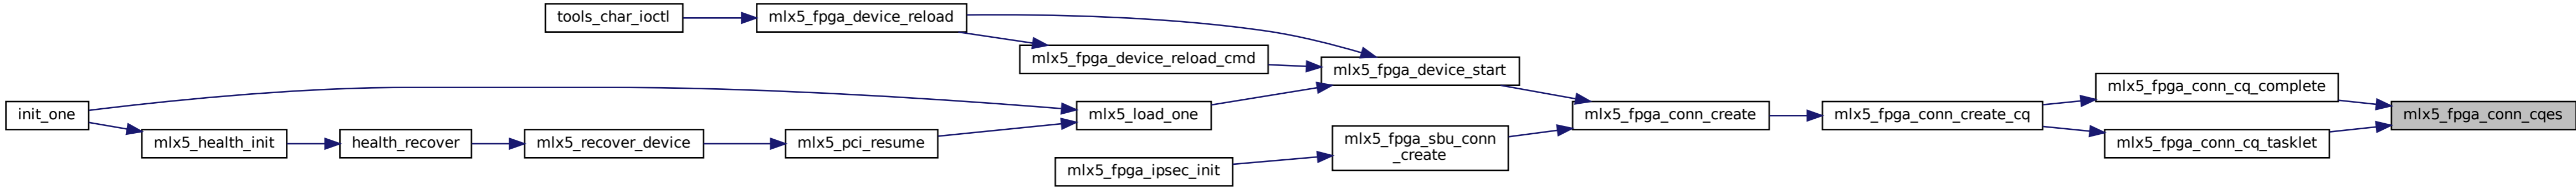 tools_char_ioctl
mlx5_fpga_device_reload
mlx5_fpga_device_reload_cmd
mlx5_fpga_device_start
mlx5_fpga_conn_cq_complete
init_one
mlx5_load_one
mlx5_fpga_conn_create
mlx5_fpga_conn_create_cq
mlx5_fpga_conn_cqes
mlx5_health_init
health_recover
mlx5_recover_device
mlx5_pci_resume
mlx5_fpga_sbu_conn
_create
mlx5_fpga_conn_cq_tasklet
mlx5_fpga_ipsec_init